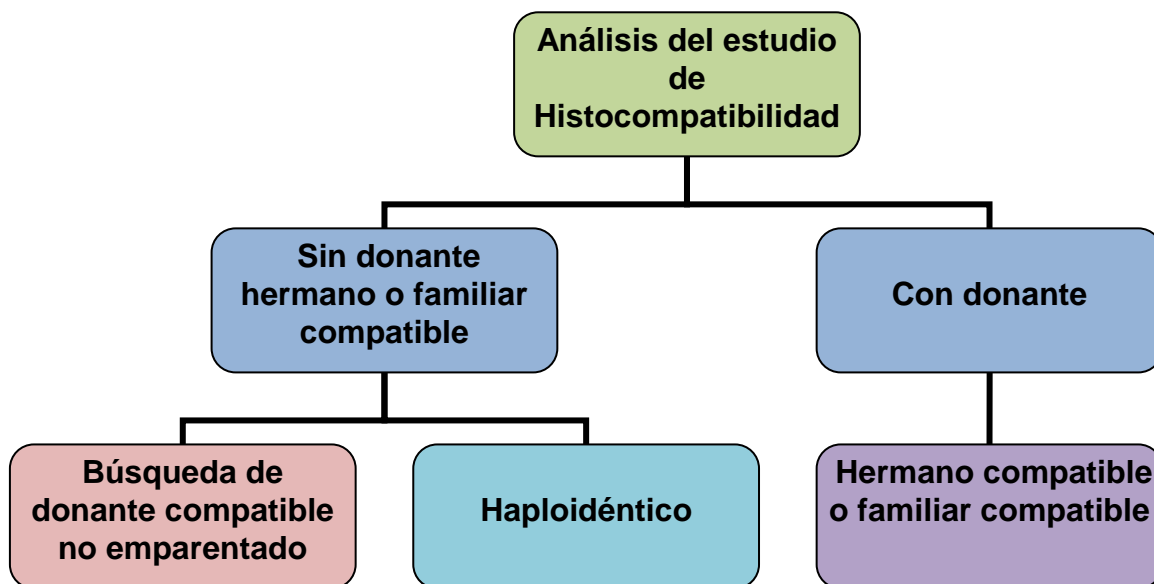 Análisis del estudio
de
Histocompatibilidad
Sin donante
hermano o familiar
compatible
Con donante
Búsqueda de
donante compatible
no emparentado
Haploidéntico
Hermano compatible
o familiar compatible